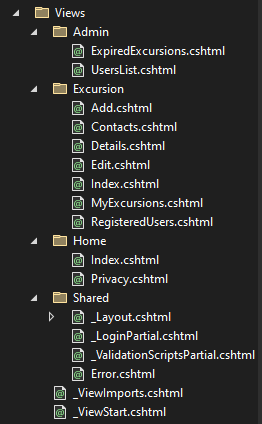 Views
Admin
ExpiredExcursions.cshtml
UsersList.cshtml
Excursion
Add.cshtml
Contacts.cshtml
Details.cshtml
Edit.cshtml
Index.cshtml
MyExcursions.cshtml
RegisteredUsers.cshtml
Home
Index.cshtml
Privacy.cshtml
Shared
_Layout.cshtml
_LoginPartial.cshtml
_ValidationScriptsPartial.cshtml
Error.cshtml
_ViewImports.cshtml
_ViewStart.cshtml